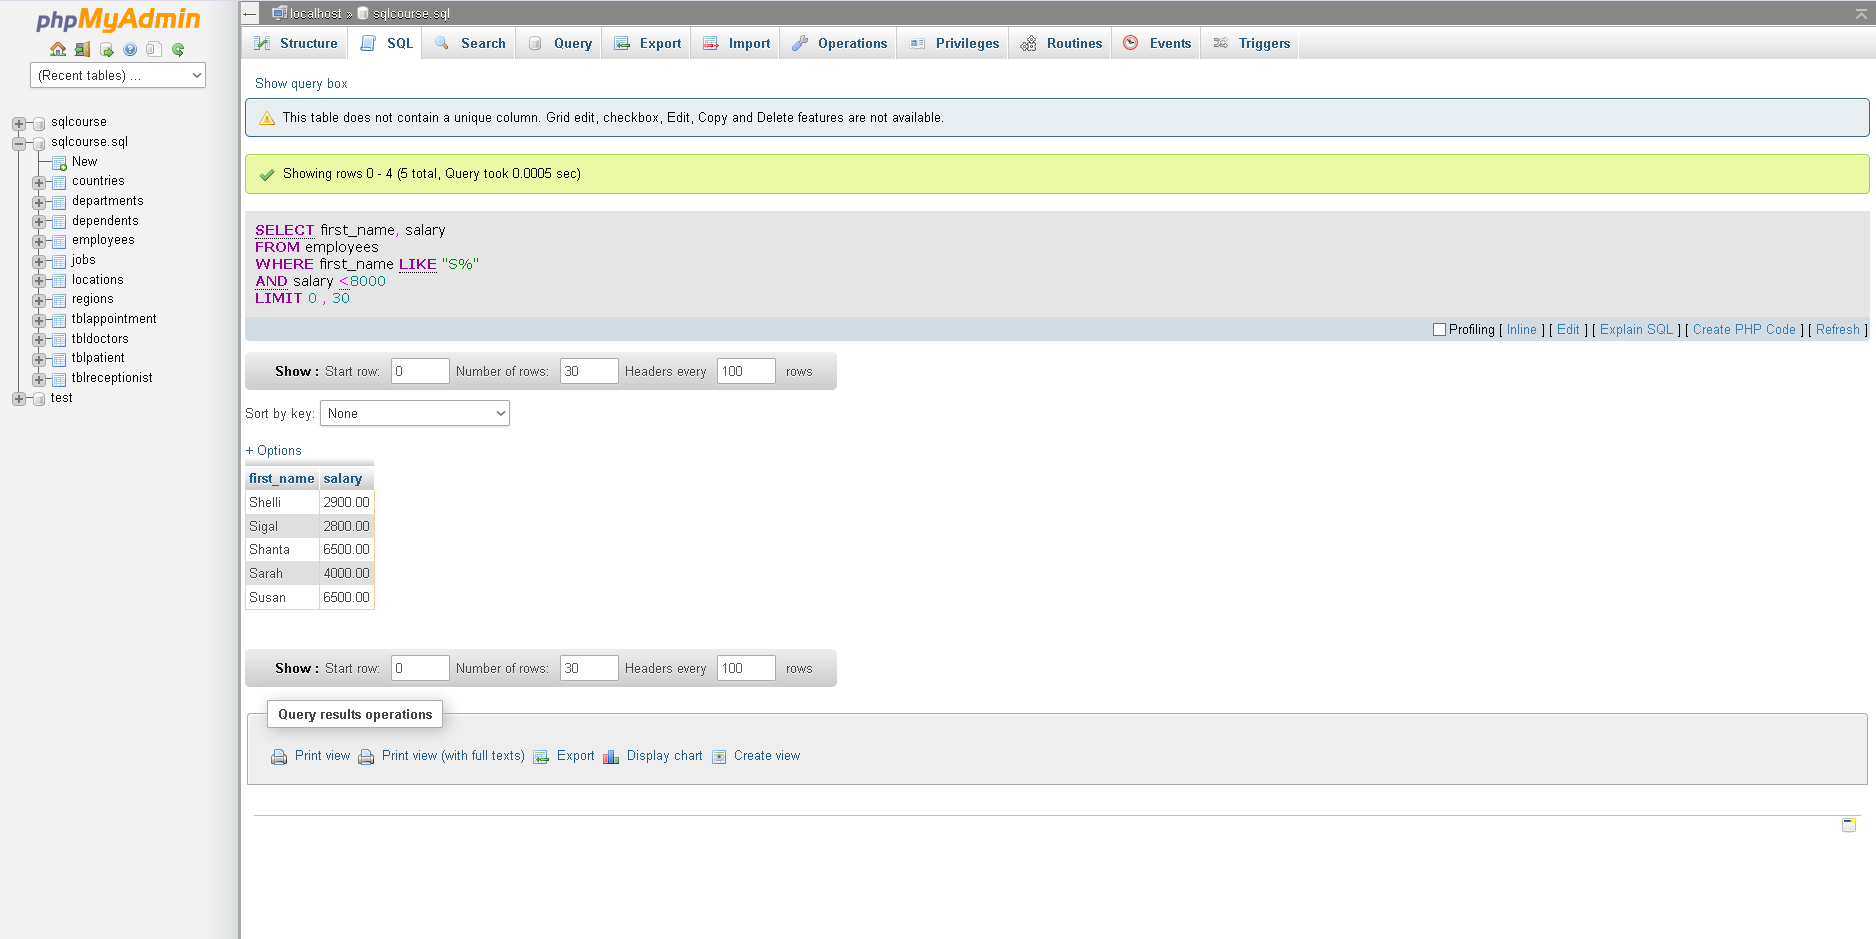 phpMyAdmin
(Recent tables) ...
sqlcourse
sqlcourse.sql
New
countries
departments
dependents
employees
jobs
locations
regions
tblappointment
tbldoctors
tblpatient
tblreceptionist
test
localhost » sqlcourse.sql
Structure SQL Search Query Export Import Operations Privileges Routines Events Triggers
Show query box
This table does not contain a unique column. Grid edit, checkbox, Edit, Copy and Delete features are not available.
Showing rows 0 - 4 (5 total, Query took 0.0005 sec)
SELECT first_name, salary
FROM employees
WHERE first_name LIKE "S%"
AND salary <8000
LIMIT 0 , 30
Profiling [ Inline ] [ Edit ] [ Explain SQL ] [ Create PHP Code ] [ Refresh ]
Show : Start row: 0 Number of rows: 30 Headers every 100 rows
Sort by key: None
+ Options
first_name salary
Shelli 2900.00
Sigal 2800.00
Shanta 6500.00
Sarah 4000.00
Susan 6500.00
Show : Start row: 0 Number of rows: 30 Headers every 100 rows
Query results operations
Print view Print view (with full texts) Export Display chart Create view